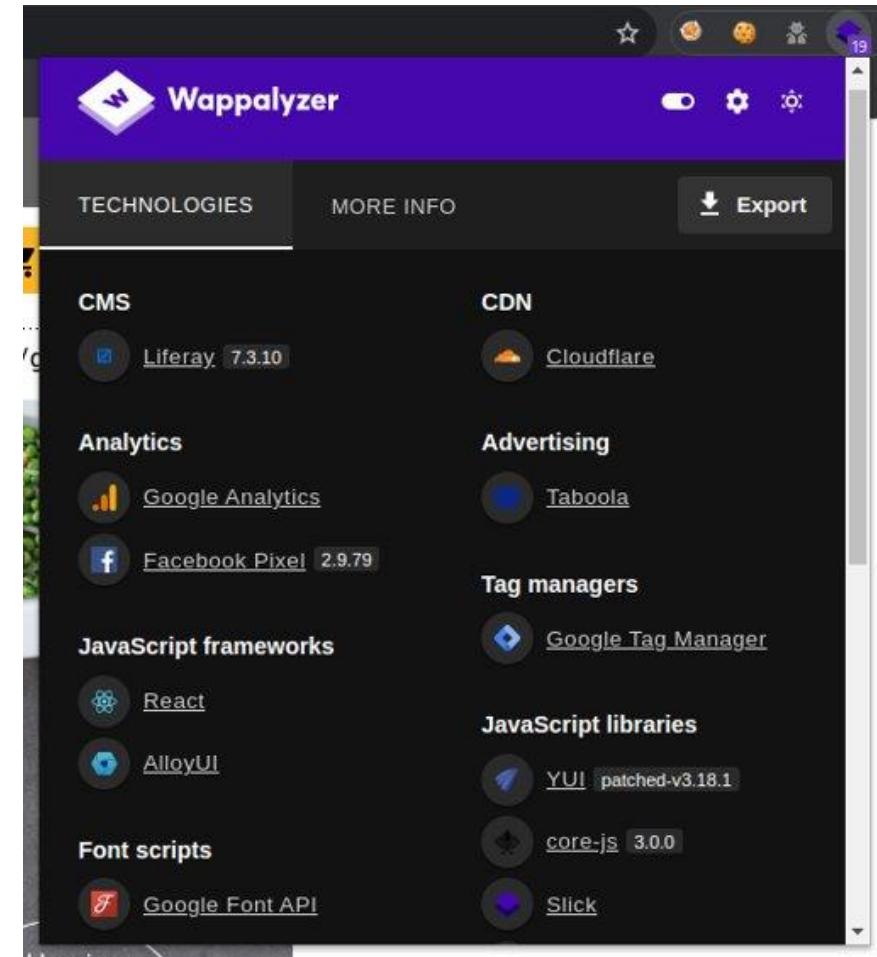 19
Wappalyzer
TECHNOLOGIES
MORE INFO
Export
CMS
Liferay 7.3.10
Analytics
Google Analytics
Facebook Pixel 2.9.79
JavaScript frameworks
React
AlloyUI
Font scripts
Google Font API
CDN
Cloudflare
Advertising
Taboola
Tag managers
Google Tag Manager
JavaScript libraries
YUI patched-v3.18.1
core-js 3.0.0
Slick